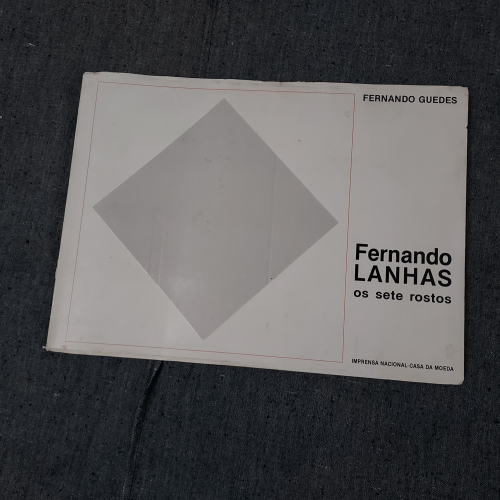 FERNANDO GUEDES
Fernando
LANHAS
os sete rostos
IMPRENSA NACIONAL-CASA DA MOEDA